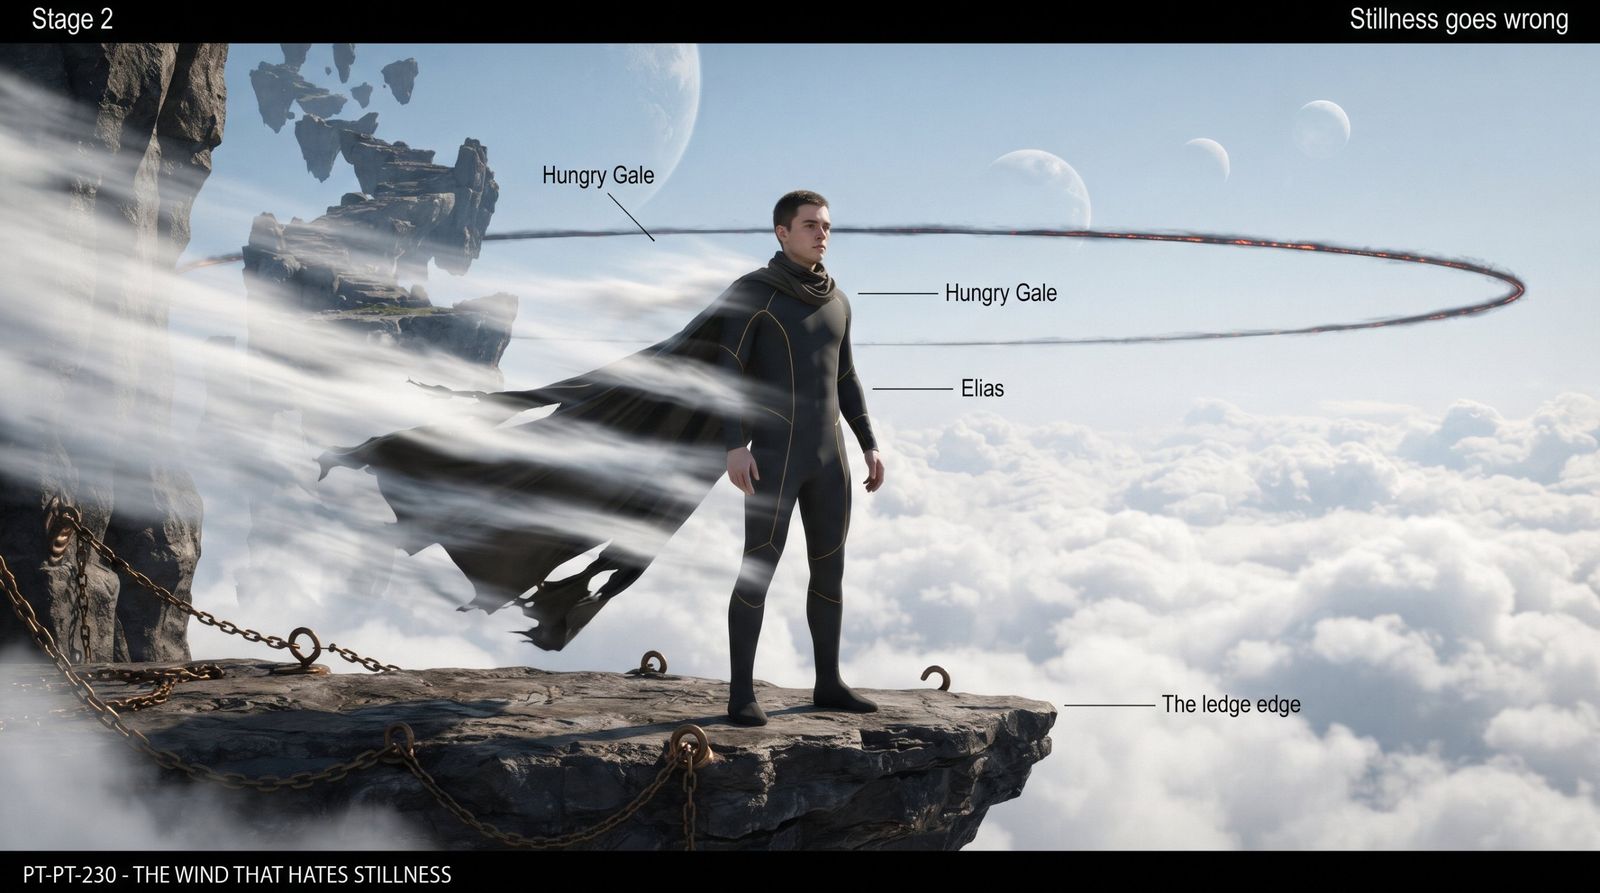 Stage 2
Stillness goes wrong
Hungry Gale
Hungry Gale
Elias
The ledge edge
PT-PT-230 - THE WIND THAT HATES STILLNESS